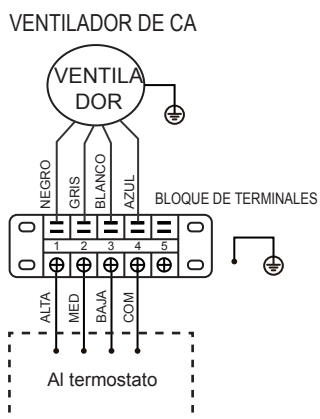 VENTILADOR DE CA
VENTILA
DOR
NEGRO
GRIS
BLANCO
AZUL
BLOQUE DE TERMINALES
1 2 3 4 5
ALTA
MED
BAJA
COM
Al termostato